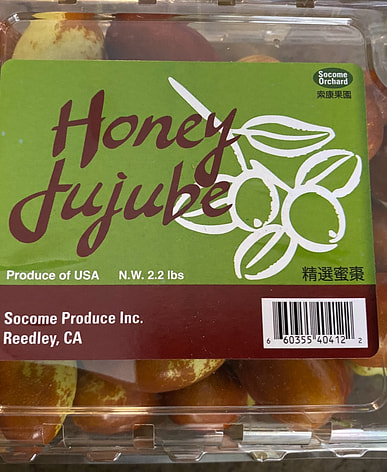 Socome
Orchard
索康果園
Honey
Jujube
Produce of USA N.W. 2.2 lbs
精選蜜棗
Socome Produce Inc.
Reedley, CA
6 60355 40412 2